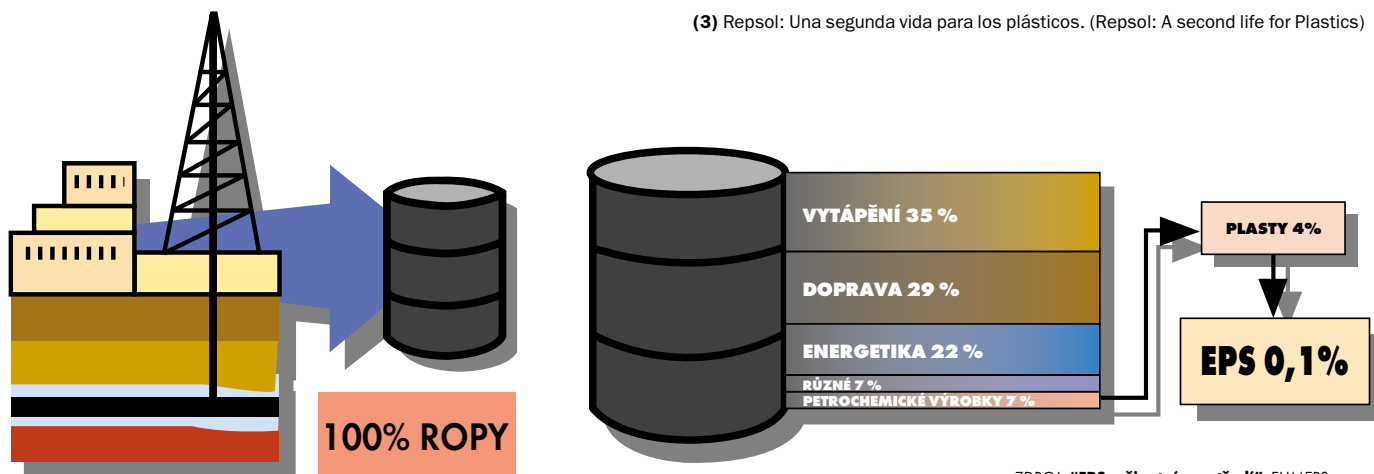 (3) Repsol: Una segunda vida para los plásticos. (Repsol: A second life for Plastics)
VYTÁPĚNÍ 35 %
DOPRAVA 29 %
ENERGETIKA 22 %
RŮZNÉ 7 %
PETROCHEMICKÉ VÝROBKY 7 %
PLASTY 4%
EPS 0,1%
100% ROPY